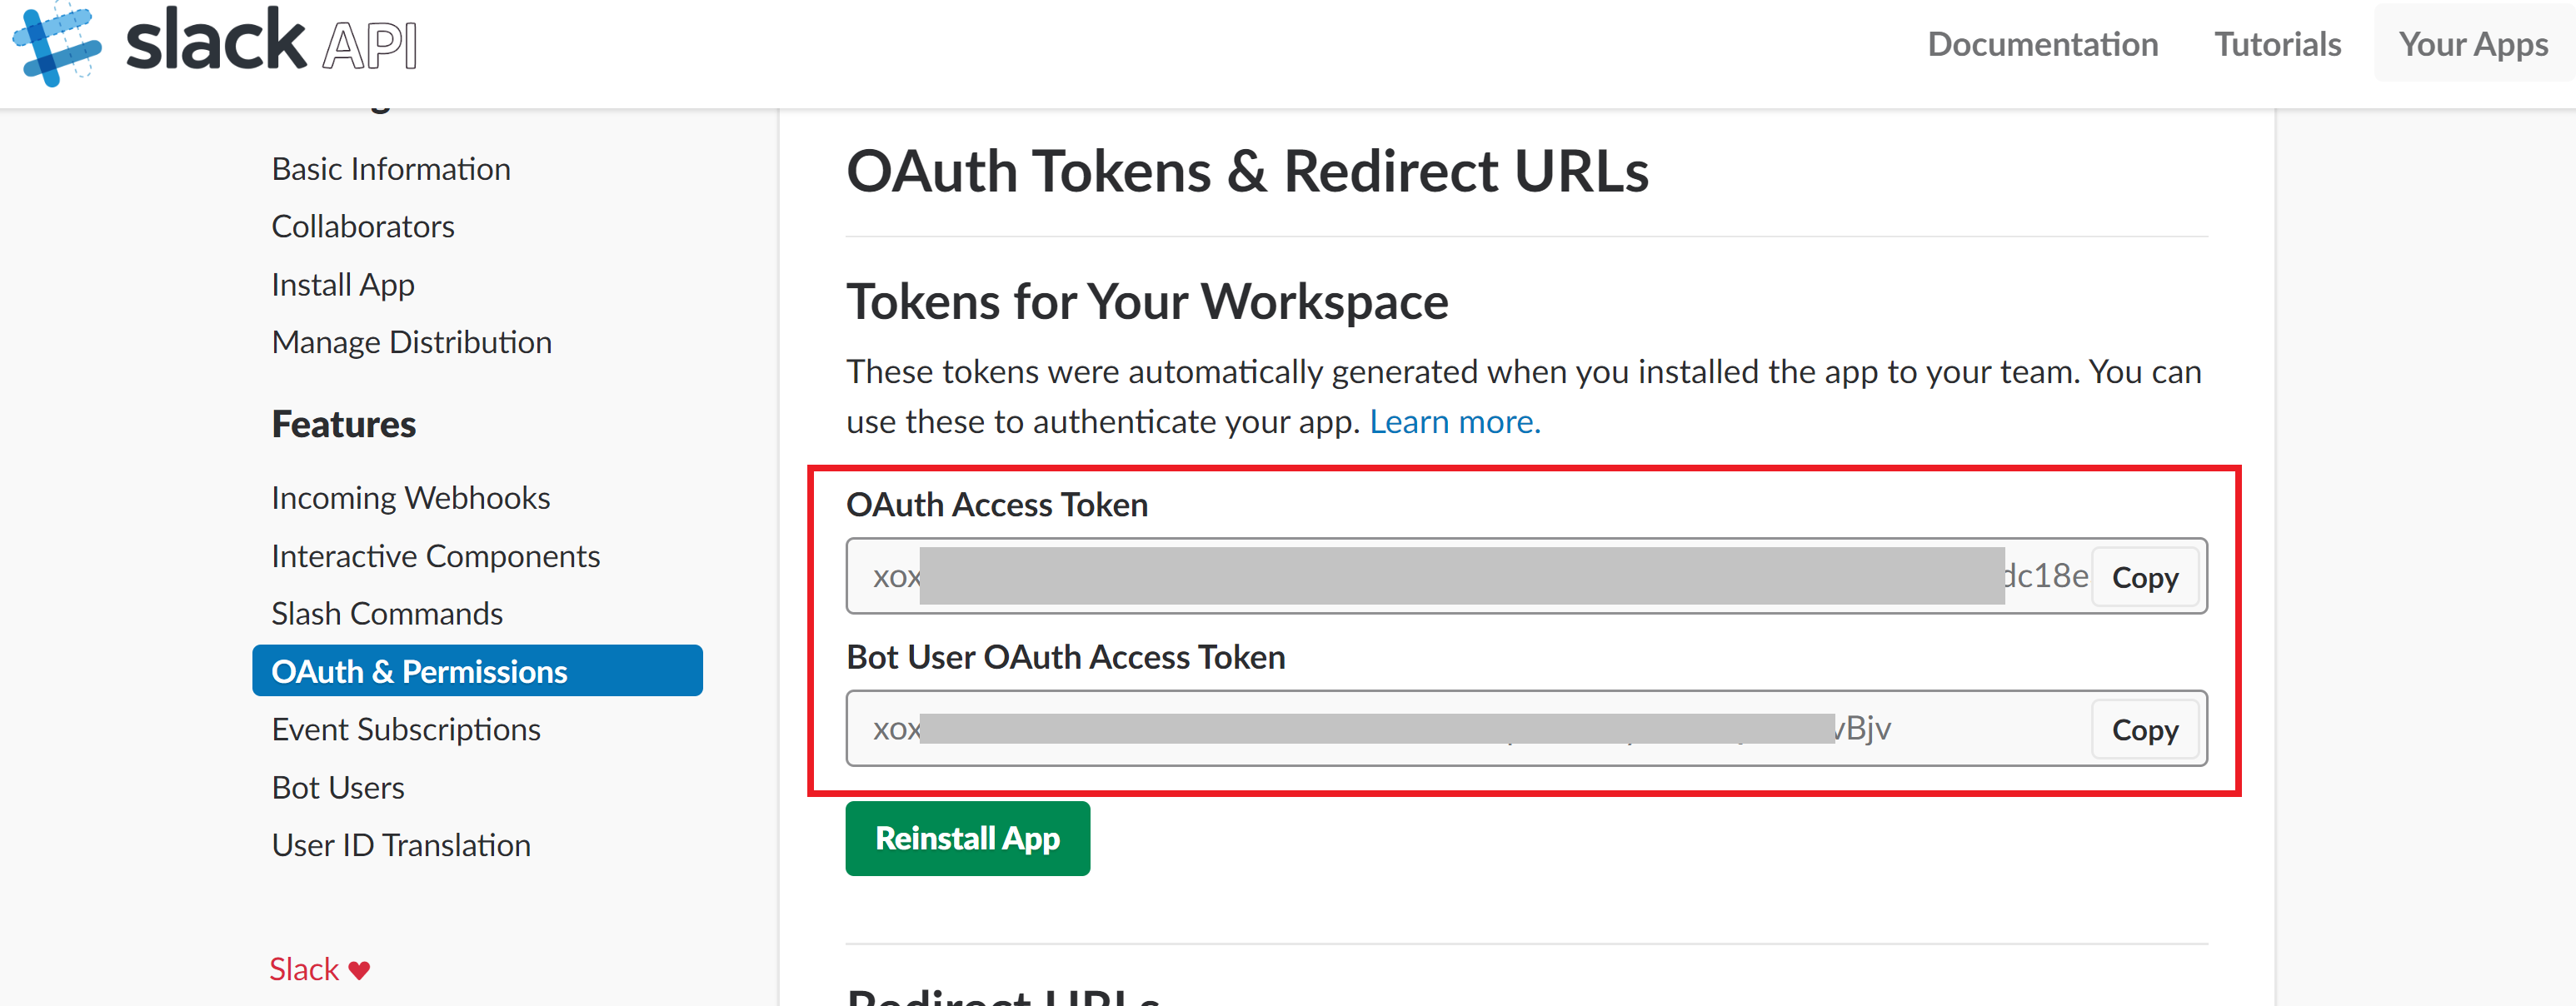 slack API
Documentation
Tutorials
Your Apps
Basic Information
Collaborators
Install App
Manage Distribution
Features
Incoming Webhooks
Interactive Components
Slash Commands
OAuth & Permissions
Event Subscriptions
Bot Users
User ID Translation
Slack ♥
OAuth Tokens & Redirect URLs
Tokens for Your Workspace
These tokens were automatically generated when you installed the app to your team. You can
use these to authenticate your app. Learn more.
OAuth Access Token
xox dc18e
Copy
Bot User OAuth Access Token
xox vBjv
Copy
Reinstall App
Redirect URLs